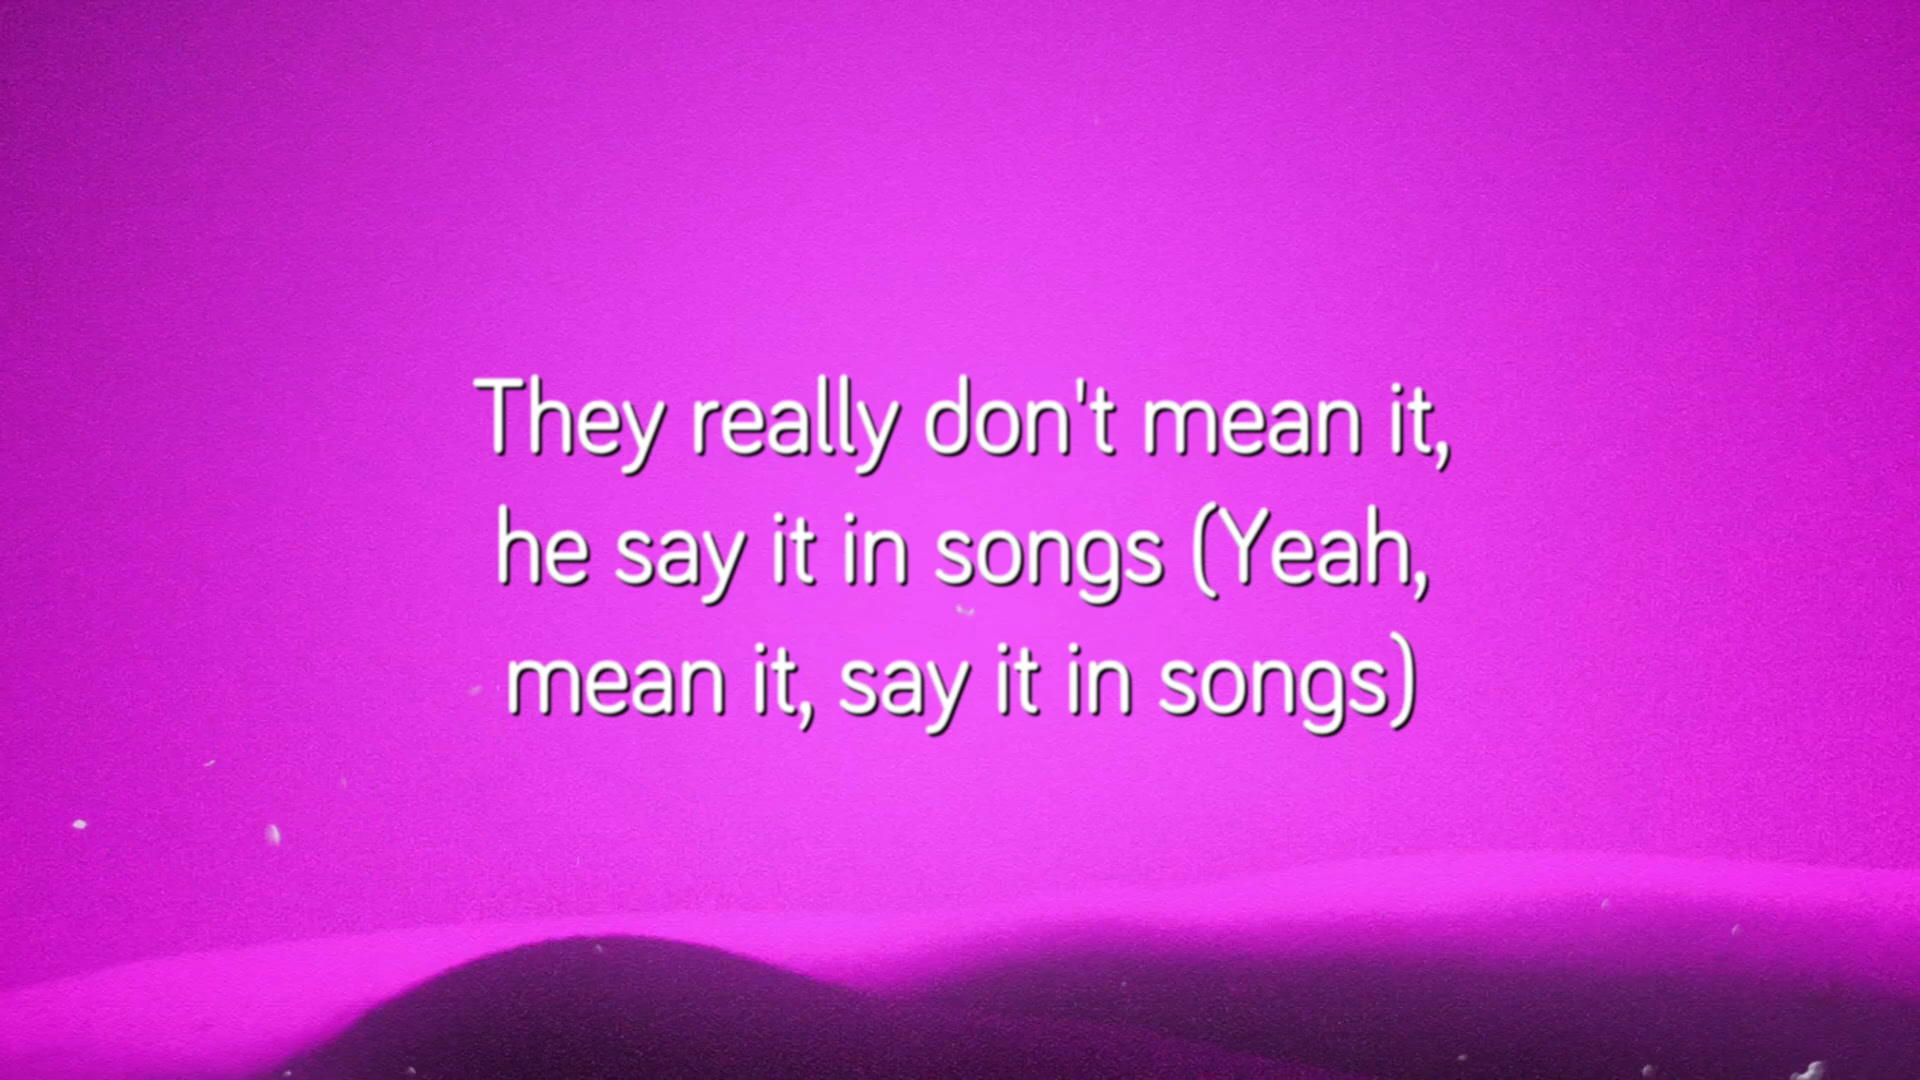 They really don't mean it,
he say it in songs (Yeah,
mean it, say it in songs)